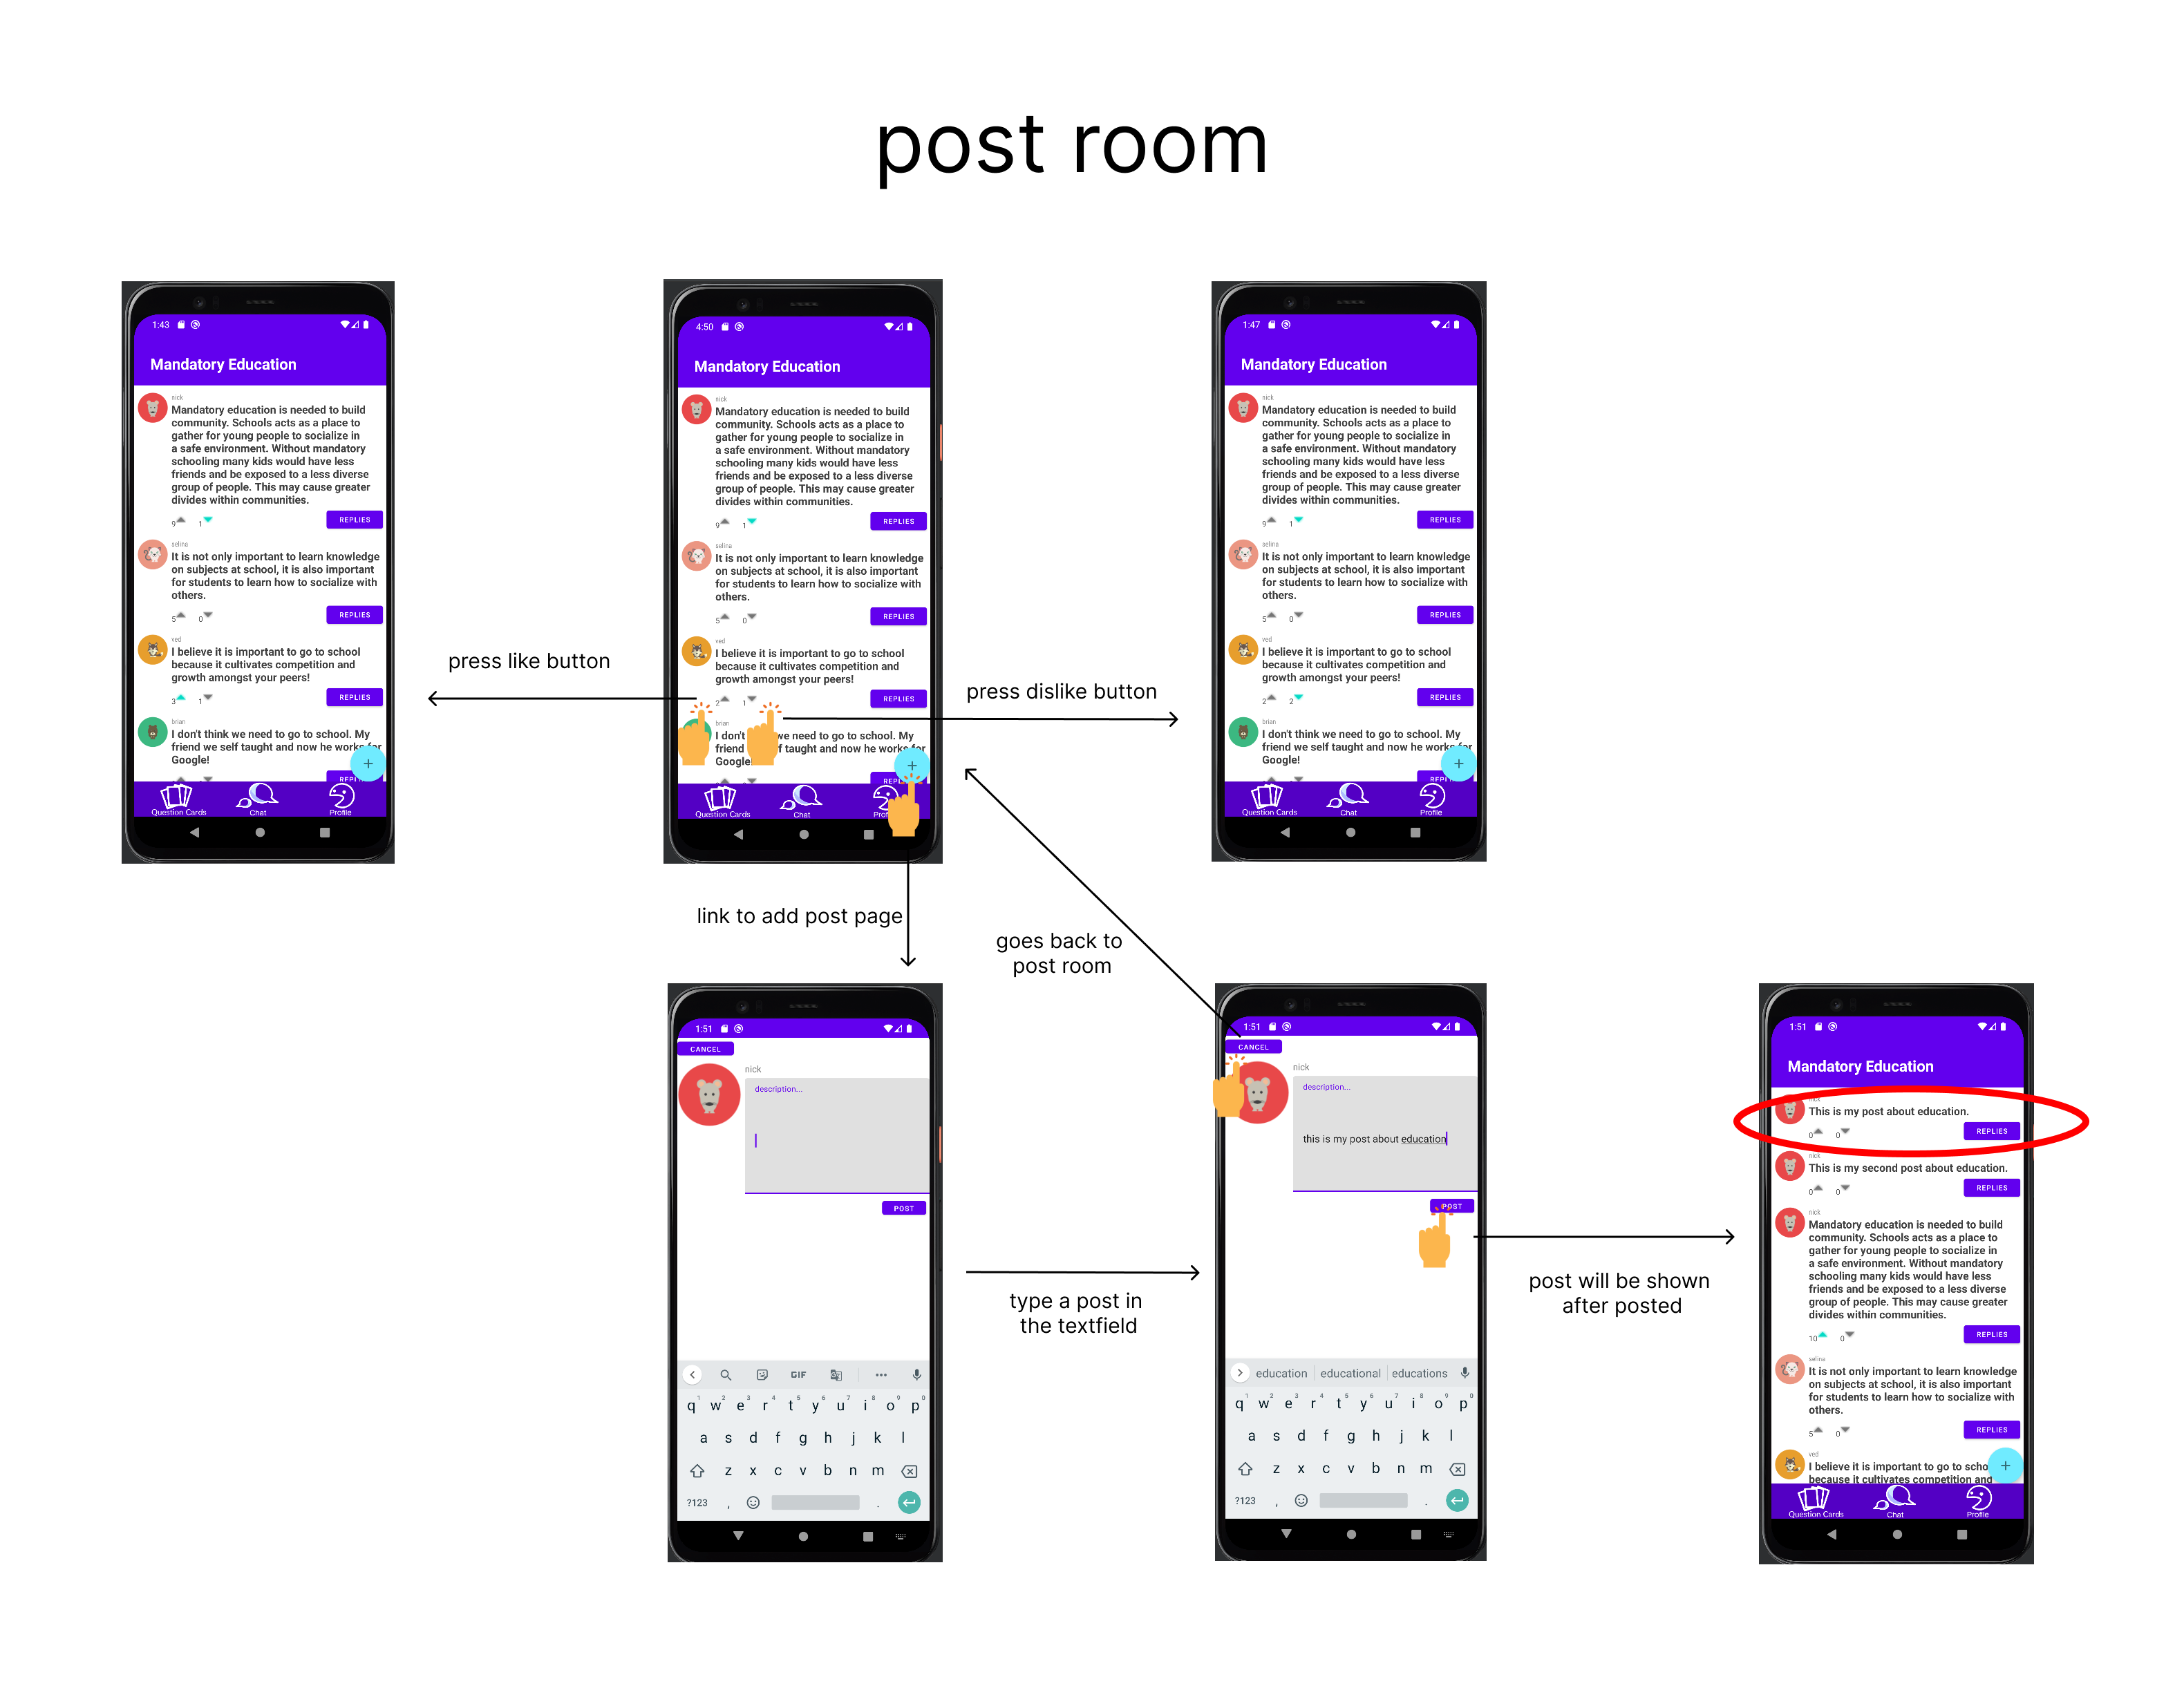 post room
1:43
Mandatory Education
nick
Mandatory education is needed to build
community. Schools acts as a place to
gather for young people to socialize in
a safe environment. Without mandatory
schooling many kids would have less
friends and be exposed to a less diverse
group of people. This may cause greater
divides within communities.
9 1 REPLIES
selina
It is not only important to learn knowledge
on subjects at school, it is also important
for students to learn how to socialize with
others.
5 0 REPLIES
ved
I believe it is important to go to school
because it cultivates competition and
growth amongst your peers!
3 1 REPLIES
brian
I don't think we need to go to school. My
friend we self taught and now he works for
Google!
+
Question Cards Chat Profile
press like button
4:50
Mandatory Education
nick
Mandatory education is needed to build
community. Schools acts as a place to
gather for young people to socialize in
a safe environment. Without mandatory
schooling many kids would have less
friends and be exposed to a less diverse
group of people. This may cause greater
divides within communities.
9 1 REPLIES
selina
It is not only important to learn knowledge
on subjects at school, it is also important
for students to learn how to socialize with
others.
5 0 REPLIES
ved
I believe it is important to go to school
because it cultivates competition and
growth amongst your peers!
2 1 REPLIES
brian
I don't we need to go to school. My
friend taught and now he works for
Google
+
Question Cards Chat
press dislike button
1:47
Mandatory Education
nick
Mandatory education is needed to build
community. Schools acts as a place to
gather for young people to socialize in
a safe environment. Without mandatory
schooling many kids would have less
friends and be exposed to a less diverse
group of people. This may cause greater
divides within communities.
9 1 REPLIES
selina
It is not only important to learn knowledge
on subjects at school, it is also important
for students to learn how to socialize with
others.
5 0 REPLIES
ved
I believe it is important to go to school
because it cultivates competition and
growth amongst your peers!
2 2 REPLIES
brian
I don't think we need to go to school. My
friend we self taught and now he works for
Google!
+
Question Cards Chat Profile
link to add post page
goes back to
post room
1:51
CANCEL
nick
description...
POST
GIF
q w e r t y u i o p
1 2 3 4 5 6 7 8 9 0
a s d f g h j k l
z x c v b n m
?123 , .
type a post in
the textfield
1:51
CANCEL
nick
description...
this is my post about education
POST
education educational educations
q w e r t y u i o p
1 2 3 4 5 6 7 8 9 0
a s d f g h j k l
z x c v b n m
?123 , .
post will be shown
after posted
1:51
Mandatory Education
This is my post about education.
0 0 REPLIES
nick
This is my second post about education.
0 0 REPLIES
nick
Mandatory education is needed to build
community. Schools acts as a place to
gather for young people to socialize in
a safe environment. Without mandatory
schooling many kids would have less
friends and be exposed to a less diverse
group of people. This may cause greater
divides within communities.
10 0 REPLIES
selina
It is not only important to learn knowledge
on subjects at school, it is also important
for students to learn how to socialize with
others.
5 0 REPLIES
ved
I believe it is important to go to
because it cultivates competition and
+
Question Cards Chat Profile